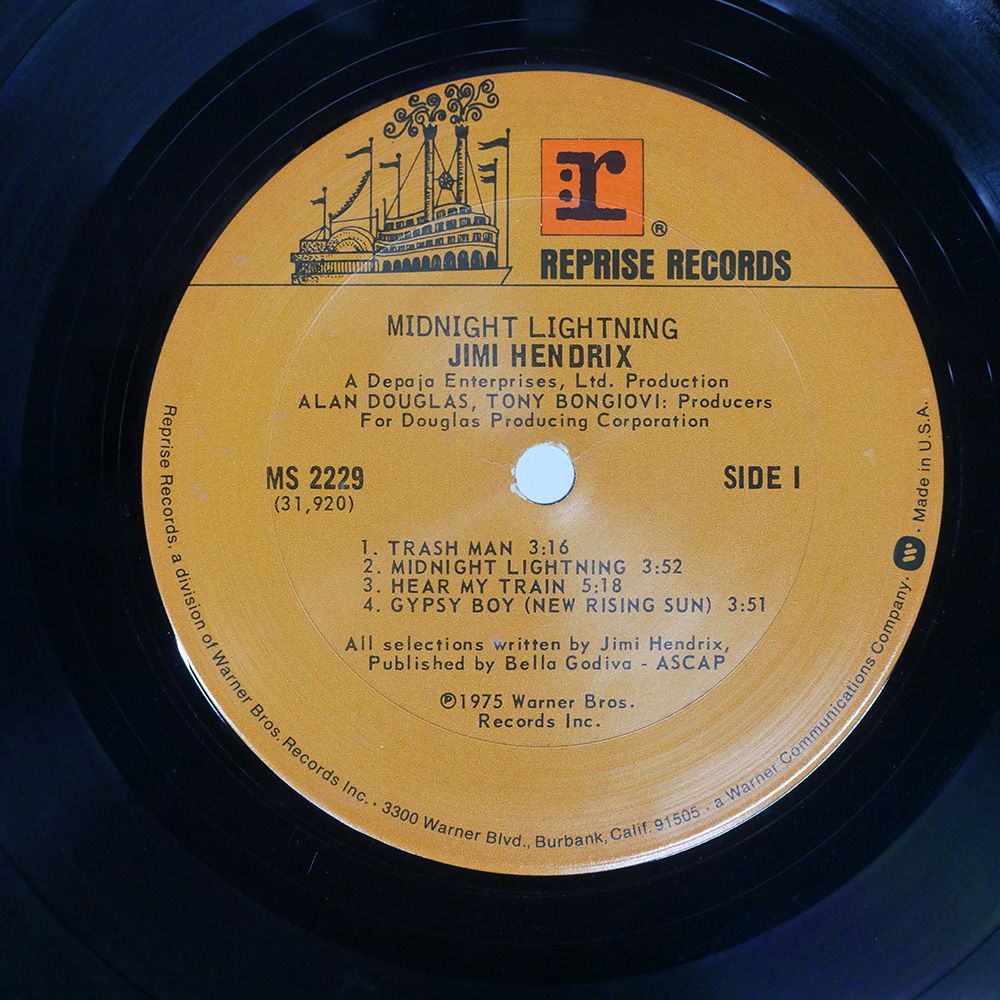 r
®
REPRISE RECORDS
MIDNIGHT LIGHTNING
JIMI HENDRIX
A Depaja Enterprises, Ltd. Production
ALAN DOUGLAS, TONY BONGIOVI: Producers
For Douglas Producing Corporation
MS 2229
(31,920)
SIDE I
1. TRASH MAN 3:16
2. MIDNIGHT LIGHTNING 3:52
3. HEAR MY TRAIN 5:18
4. GYPSY BOY (NEW RISING SUN) 3:51
All selections written by Jimi Hendrix,
Published by Bella Godiva - ASCAP
℗1975 Warner Bros.
Records Inc.
Reprise Records, a division of Warner Bros. Records Inc. · 3300 Warner Blvd., Burbank, Calif. 91505 · a Warner Communications Company. · Made in U.S.A.